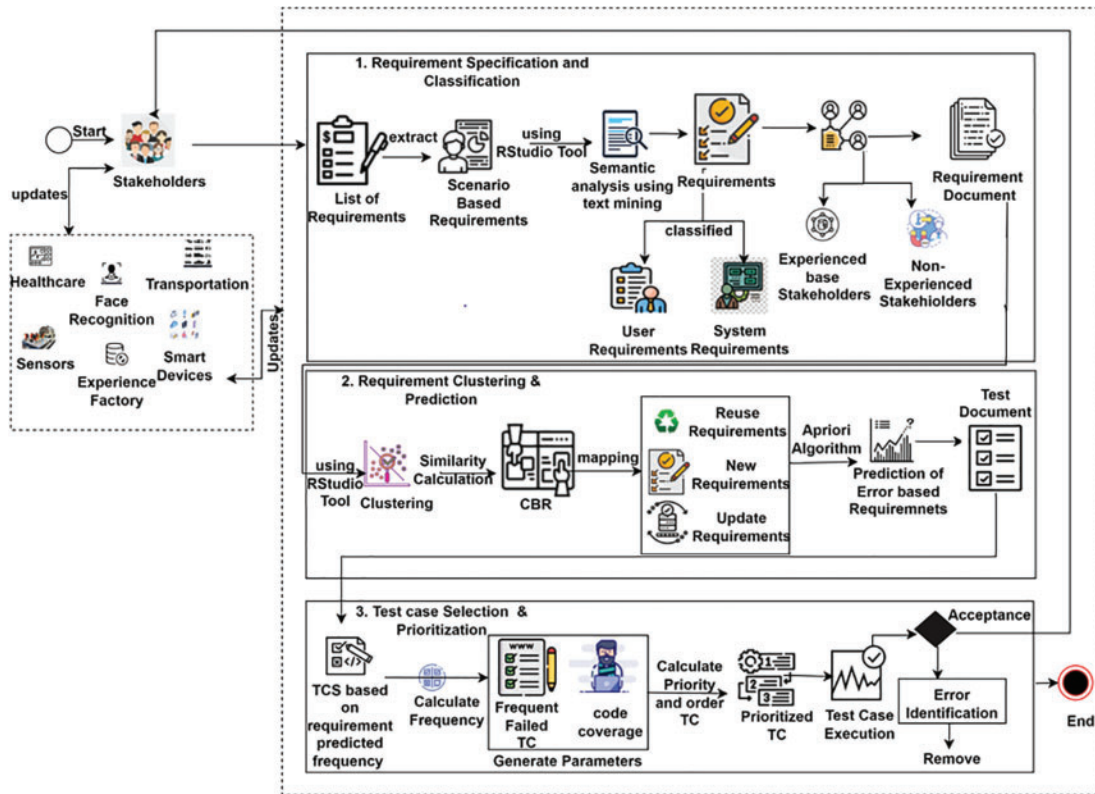 1. Requirement Specification and
Classification
Start
Stakeholders
updates
extract
using
RStudio Tool
List of
Requirements
Scenario
Based
Requirements
Semantic
analysis using
text mining
Requirements
Requirement
Document
classified
User
Requirements
System
Requirements
Experienced
base
Stakeholders
Non-
Experienced
Stakehiolders
Healthcare
Face
Recognition
Transportation
Sensors
Experience
Factory
Smart
Devices
Updates
2. Requirement Clustering &
Prediction
using
RStudio
Tool
Clustering
Similarity
Calculation
CBR
mapping
Reuse
Requirements
New
Requirements
Update
Requirements
Apriori
Algorithm
Prediction of
Error based
Requiremnets
Test
Document
3. Test case Selection &
Prioritization
TCS based
on
requirement
predicted
frequency
Calculate
Frequency
www
Frequent
Failed
TC
code
coverage
Generate Parameters
Calculate
Priority
and order
TC
1
2
3
Prioritized
TC
Test Case
Execution
Acceptance
Error
Identification
Remove
End